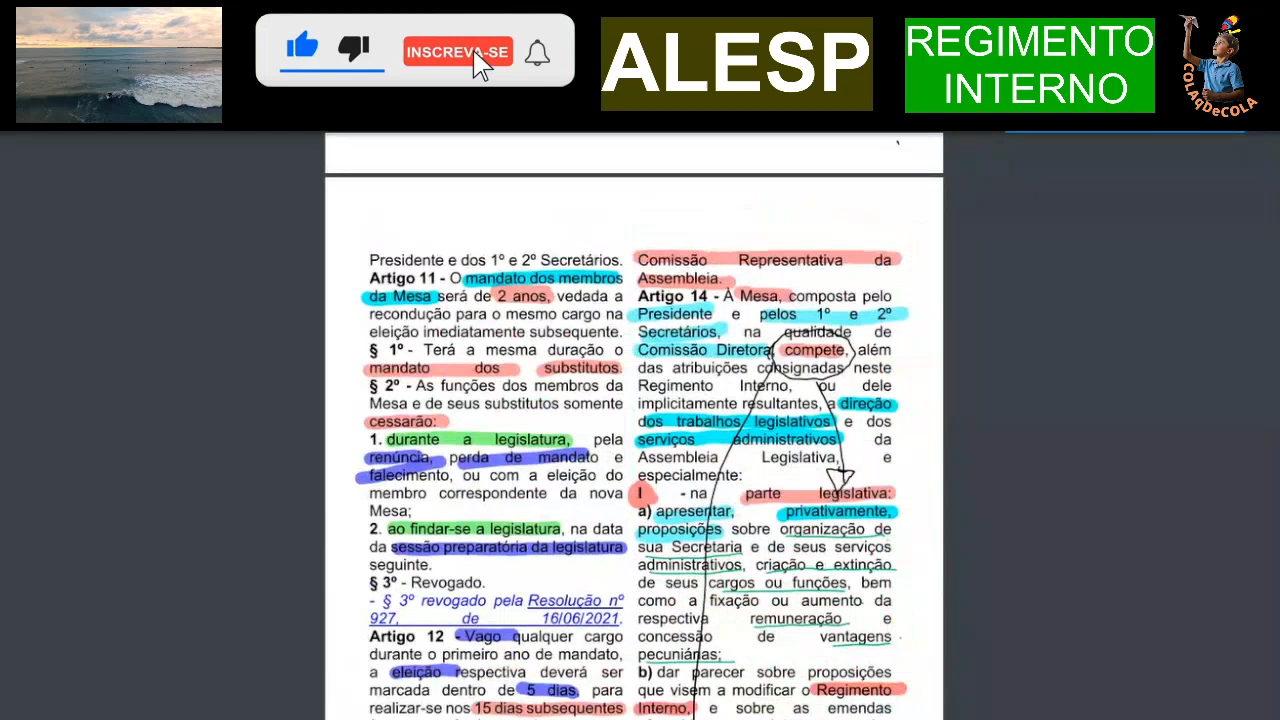 INSCREVA-SE
ALESP
REGIMENTO
INTERNO
COLAqDeCOLA
Presidente e dos 1º e 2º Secretários.
Artigo 11 - O mandato dos membros
da Mesa será de 2 anos, vedada a
recondução para o mesmo cargo na
eleição imediatamente subsequente.
§ 1º - Terá a mesma duração o
mandato dos substitutos.
§ 2º - As funções dos membros da
Mesa e de seus substitutos somente
cessarão:
1. durante a legislatura, pela
renúncia, perda de mandato e
falecimento, ou com a eleição do
membro correspondente da nova
Mesa;
2. ao findar-se a legislatura, na data
da sessão preparatória da legislatura
seguinte.
§ 3º - Revogado.
- § 3º revogado pela Resolução nº
927, de 16/06/2021.
Artigo 12 - Vago qualquer cargo
durante o primeiro ano de mandato,
a eleição respectiva deverá ser
marcada dentro de 5 dias, para
realizar-se nos 15 dias subsequentes
Comissão Representativa da
Assembleia.
Artigo 14 - À Mesa, composta pelo
Presidente e pelos 1º e 2º
Secretários, na qualidade de
Comissão Diretora, compete, além
das atribuições consignadas neste
Regimento Interno, ou dele
implicitamente resultantes, a direção
dos trabalhos legislativos e dos
serviços administrativos da
Assembleia Legislativa, e
especialmente:
I - na parte legislativa:
a) apresentar, privativamente,
proposições sobre organização de
sua Secretaria e de seus serviços
administrativos, criação e extinção
de seus cargos ou funções, bem
como a fixação ou aumento da
respectiva remuneração e
concessão de vantagens
pecuniárias;
b) dar parecer sobre proposições
que visem a modificar o Regimento
Interno, e sobre as emendas